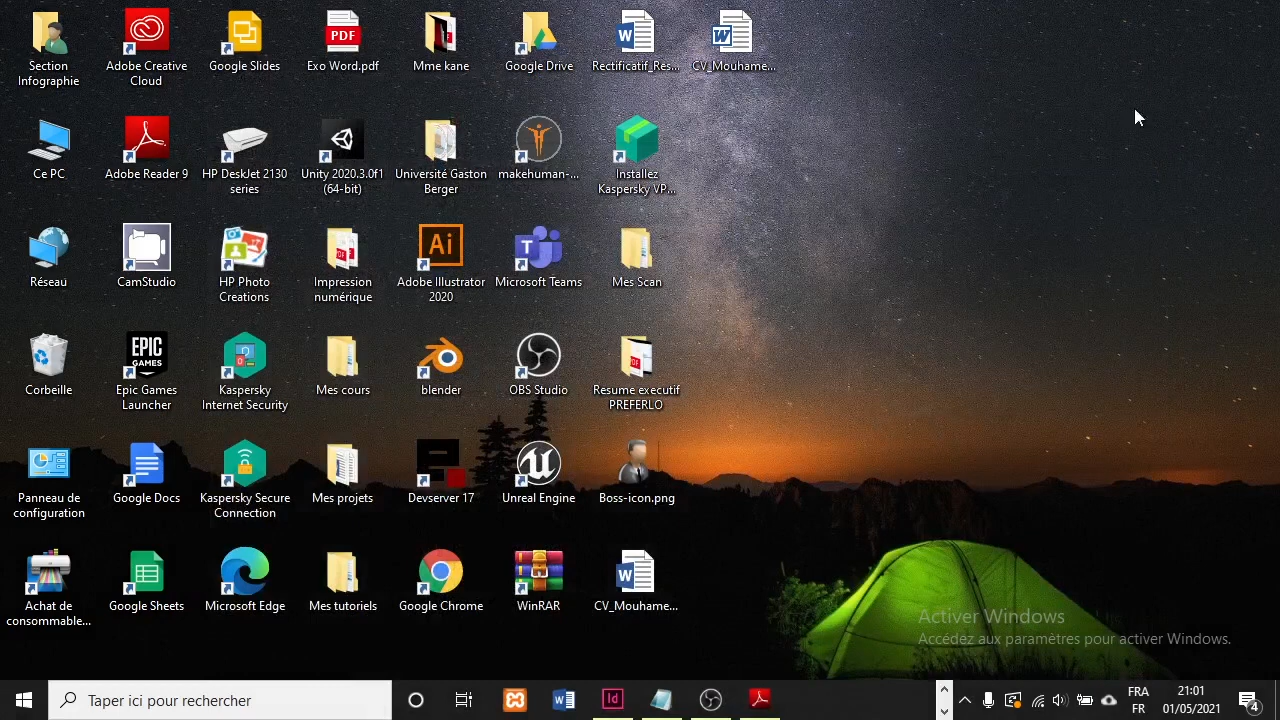 Section
Infographie
Adobe Creative
Cloud
Google Slides
PDF
Exo Word.pdf
Mme kane
Google Drive
W
Rectificatif_Res...
W
CV_Mouhame...
Ce PC
Adobe Reader 9
HP DeskJet 2130
series
Unity 2020.3.0f1
(64-bit)
Université Gaston
Berger
makehuman-...
Installez
Kaspersky VP...
Réseau
CamStudio
HP Photo
Creations
Impression
numérique
Ai
Adobe Illustrator
2020
T
Microsoft Teams
Mes Scan
Corbeille
EPIC
GAMES
Epic Games
Launcher
Kaspersky
Internet Security
Mes cours
blender
OBS Studio
Resume executif
PREFERLO
Panneau de
configuration
Google Docs
Kaspersky Secure
Connection
Mes projets
Devserver 17
Unreal Engine
Boss-icon.png
Achat de
consommable...
Google Sheets
Microsoft Edge
Mes tutoriels
Google Chrome
WinRAR
W
CV_Mouhame...
Activer Windows
Accédez aux paramètres pour activer Windows.
Taper ici pour rechercher
W
Id
FRA
FR
21:01
01/05/2021
4